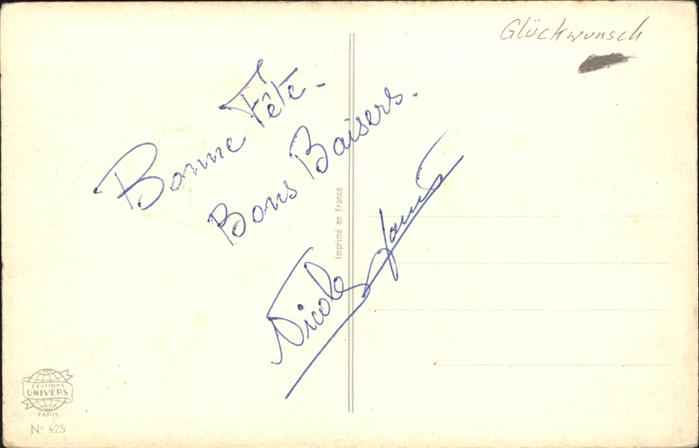 Glückwunsch
Bonne Fête.
Bons Baisers.
Nicole
Imprimé en France
EDITIONS
UNIVERS
PARIS
N° 425